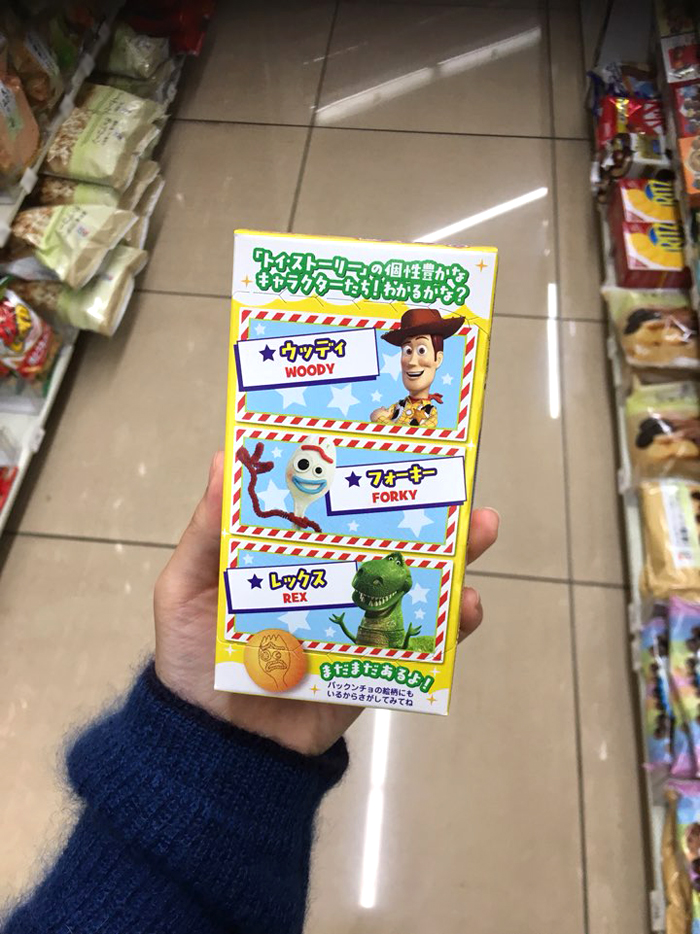 「トイ・ストーリー」の個性豊かな
キャラクターたち！わかるかな？
★ウッディ
WOODY
★フォーキー
FORKY
★レックス
REX
まだまだあるよ！
パックンチョの絵柄にも
いるからさがしてみてね
RITZ
RITZ